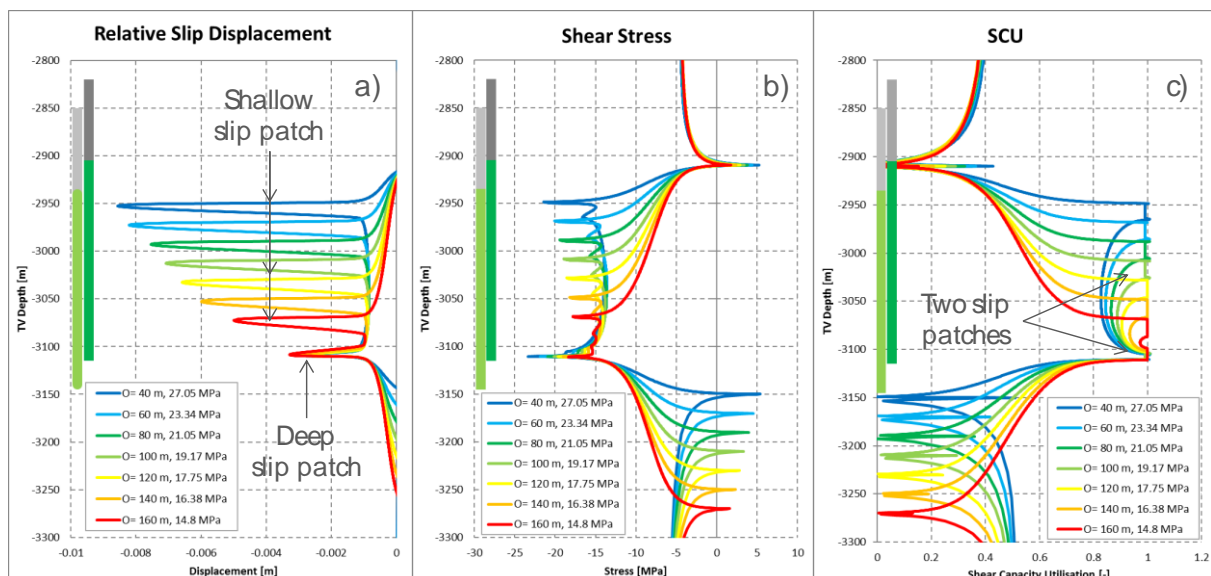 Relative Slip Displacement
a)
Shallow
slip patch
Deep
slip patch
TV Depth [m]
-2800
-2850
-2900
-2950
-3000
-3050
-3100
-3150
-3200
-3250
-3300
O= 40 m, 27.05 MPa
O= 60 m, 23.34 MPa
O= 80 m, 21.05 MPa
O= 100 m, 19.17 MPa
O= 120 m, 17.75 MPa
O= 140 m, 16.38 MPa
O= 160 m, 14.8 MPa
-0.01 -0.008 -0.006 -0.004 -0.002 0
Displacement [m]
Shear Stress
b)
TV Depth [m]
-2800
-2850
-2900
-2950
-3000
-3050
-3100
-3150
-3200
-3250
-3300
O= 40 m, 27.05 MPa
O= 60 m, 23.34 MPa
O= 80 m, 21.05 MPa
O= 100 m, 19.17 MPa
O= 120 m, 17.75 MPa
O= 140 m, 16.38 MPa
O= 160 m, 14.8 MPa
-30 -25 -20 -15 -10 -5 0 5 10
Stress [MPa]
SCU
c)
Two slip
patches
TV Depth [m]
-2800
-2850
-2900
-2950
-3000
-3050
-3100
-3150
-3200
-3250
-3300
O= 40 m, 27.05 MPa
O= 60 m, 23.34 MPa
O= 80 m, 21.05 MPa
O= 100 m, 19.17 MPa
O= 120 m, 17.75 MPa
O= 140 m, 16.38 MPa
O= 160 m, 14.8 MPa
0 0.2 0.4 0.6 0.8 1
Shear Capacity Utilisation [-]